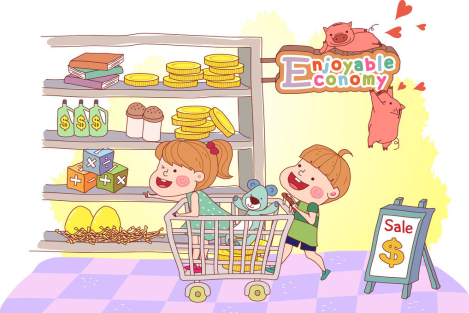 Enjoyable
Economy
$ $ $
- × ÷
+ ÷ +
Sale
$